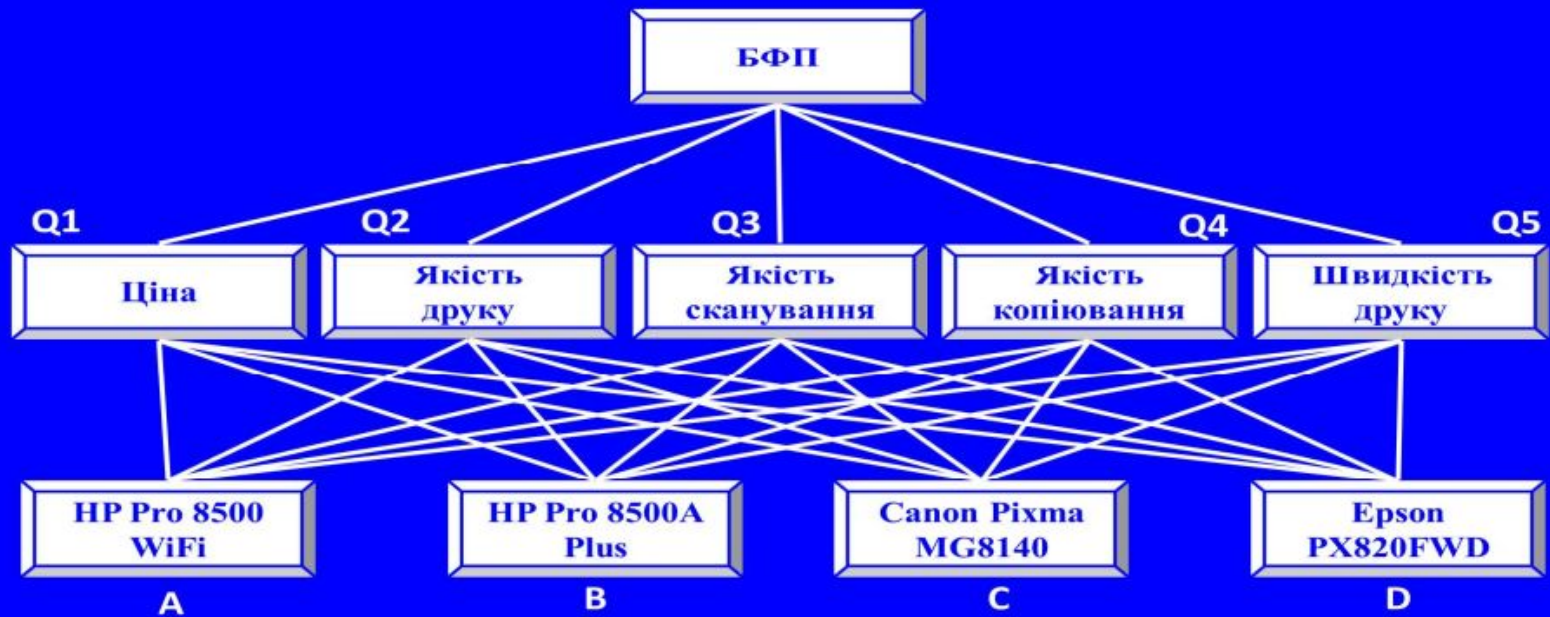 БФП
Q1
Q2
Q3
Q4
Q5
Ціна
Якість
друку
Якість
сканування
Якість
копіювання
Швидкість
друку
HP Pro 8500
WiFi
HP Pro 8500A
Plus
Canon Pixma
MG8140
Epson
PX820FWD
A
B
C
D